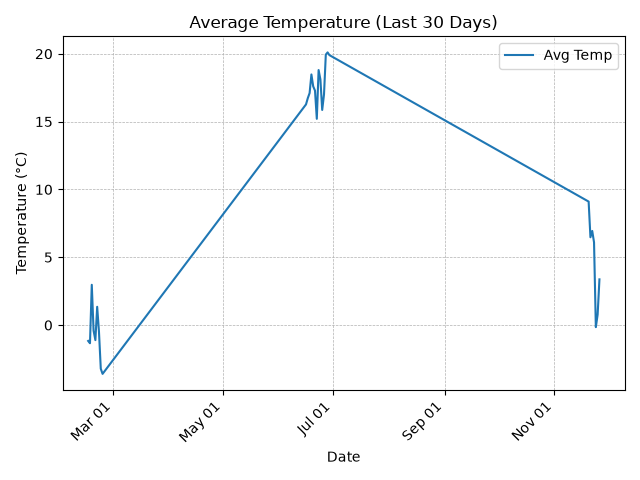 Average Temperature (Last 30 Days)
Avg Temp
Temperature (°C)
20
15
10
5
0
Mar 01
May 01
Jul 01
Sep 01
Nov 01
Date